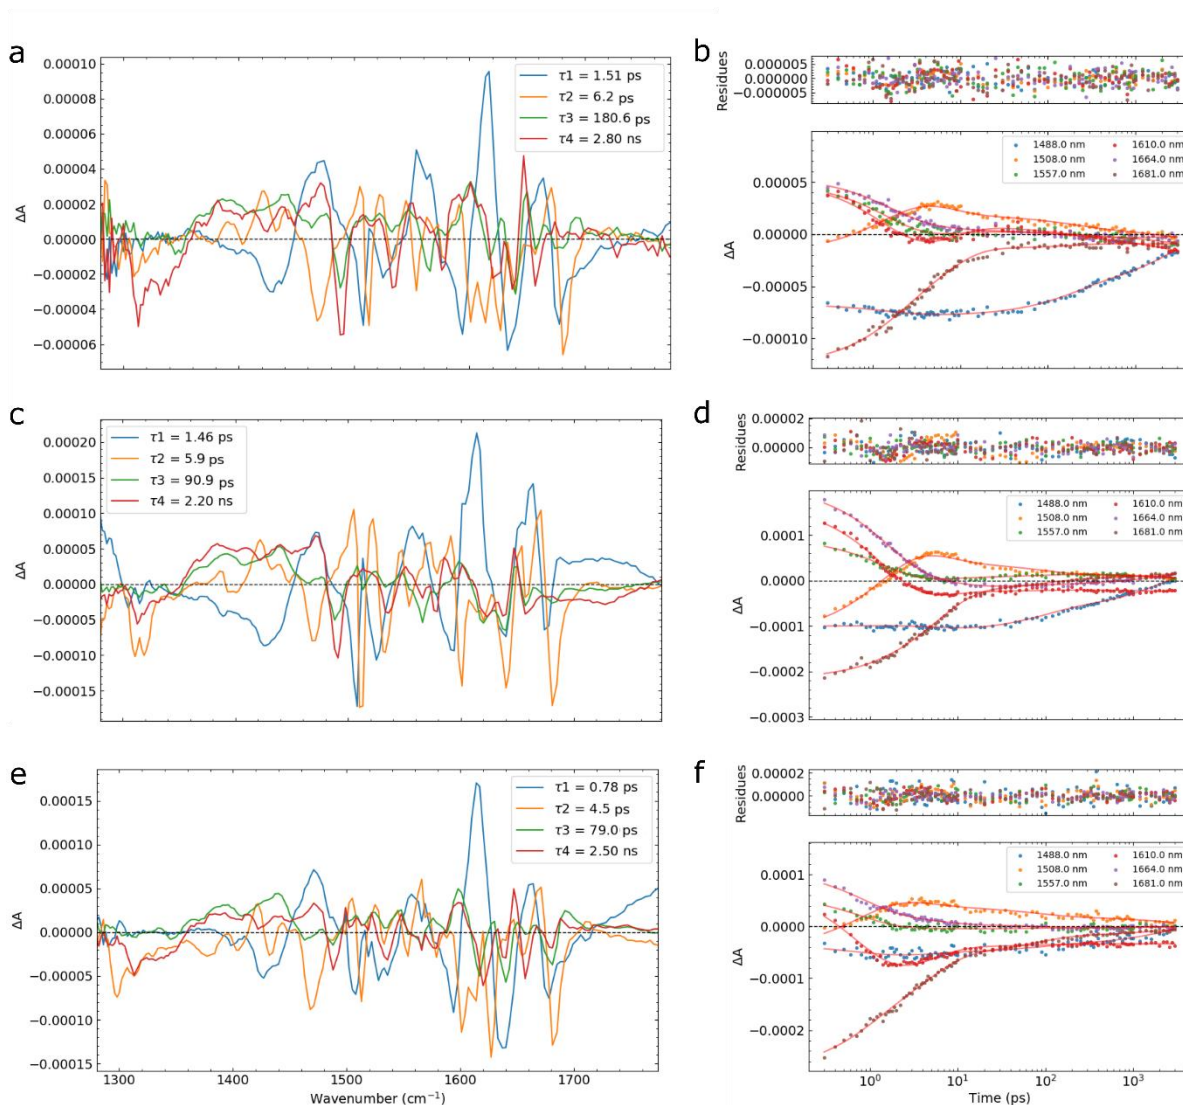 a
0.00010
0.00008
0.00006
0.00004
0.00002
0.00000
−0.00002
−0.00004
−0.00006
ΔA
τ1 = 1.51 ps
τ2 = 6.2 ps
τ3 = 180.6 ps
τ4 = 2.80 ns
b
0.000005
0.000000
−0.000005
Residues
1488.0 nm 1610.0 nm
1508.0 nm 1664.0 nm
1557.0 nm 1681.0 nm
0.00005
0.00000
−0.00005
−0.00010
ΔA
c
0.00020
0.00015
0.00010
0.00005
0.00000
−0.00005
−0.00010
−0.00015
ΔA
τ1 = 1.46 ps
τ2 = 5.9 ps
τ3 = 90.9 ps
τ4 = 2.20 ns
d
0.00002
0.00000
Residues
1488.0 nm 1610.0 nm
1508.0 nm 1664.0 nm
1557.0 nm 1681.0 nm
0.0001
0.0000
−0.0001
−0.0002
−0.0003
ΔA
e
0.00015
0.00010
0.00005
0.00000
−0.00005
−0.00010
−0.00015
ΔA
τ1 = 0.78 ps
τ2 = 4.5 ps
τ3 = 79.0 ps
τ4 = 2.50 ns
1300 1400 1500 1600 1700
Wavenumber (cm⁻¹)
f
0.00002
0.00000
Residues
1488.0 nm 1610.0 nm
1508.0 nm 1664.0 nm
1557.0 nm 1681.0 nm
0.0001
0.0000
−0.0001
−0.0002
ΔA
10⁰ 10¹ 10² 10³
Time (ps)